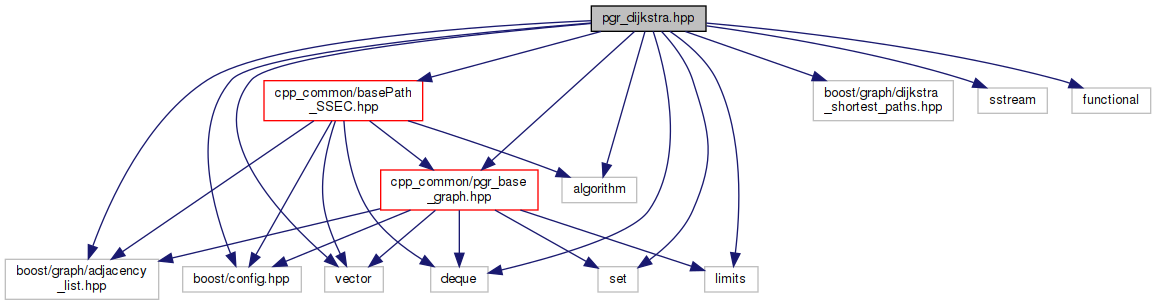 pgr_dijkstra.hpp
cpp_common/basePath
_SSEC.hpp
boost/graph/dijkstra
_shortest_paths.hpp
sstream
functional
cpp_common/pgr_base
_graph.hpp
algorithm
boost/graph/adjacency
_list.hpp
boost/config.hpp
vector
deque
set
limits